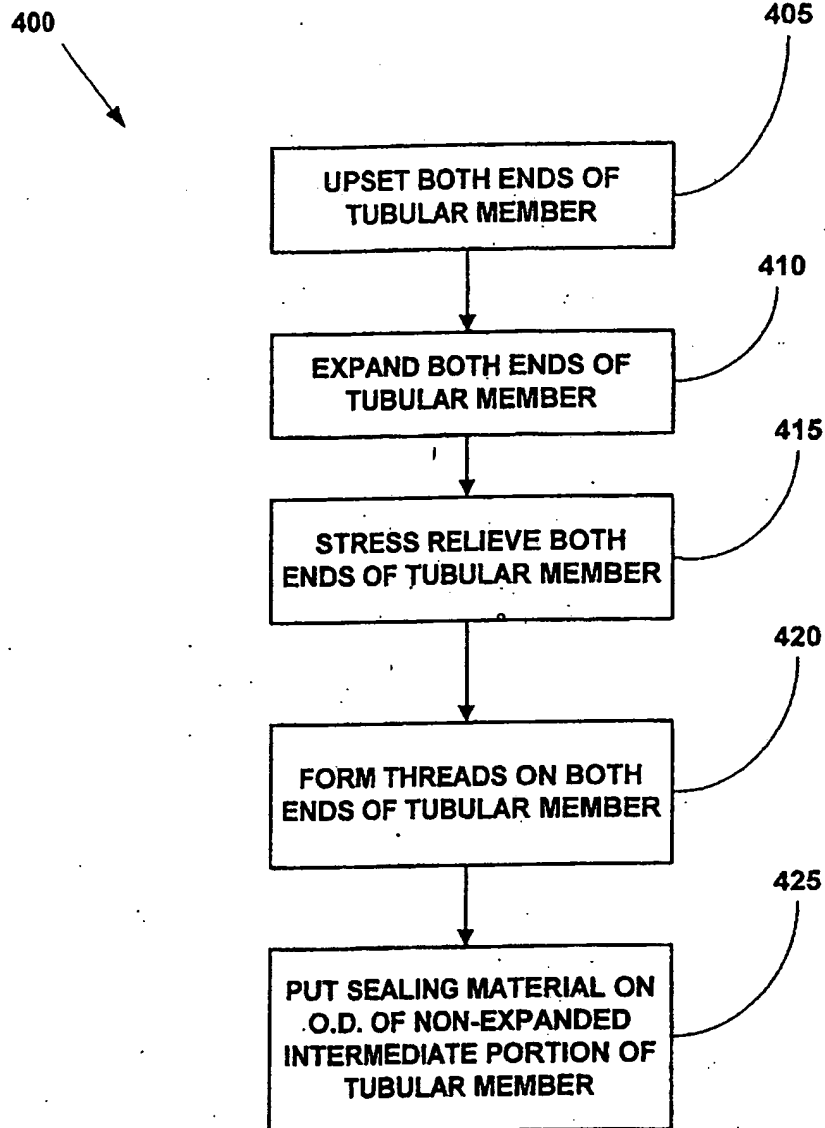 400
405
UPSET BOTH ENDS OF
TUBULAR MEMBER
410
EXPAND BOTH ENDS OF
TUBULAR MEMBER
415
STRESS RELIEVE BOTH
ENDS OF TUBULAR MEMBER
420
FORM THREADS ON BOTH
ENDS OF TUBULAR MEMBER
425
PUT SEALING MATERIAL ON
O.D. OF NON-EXPANDED
INTERMEDIATE PORTION OF
TUBULAR MEMBER